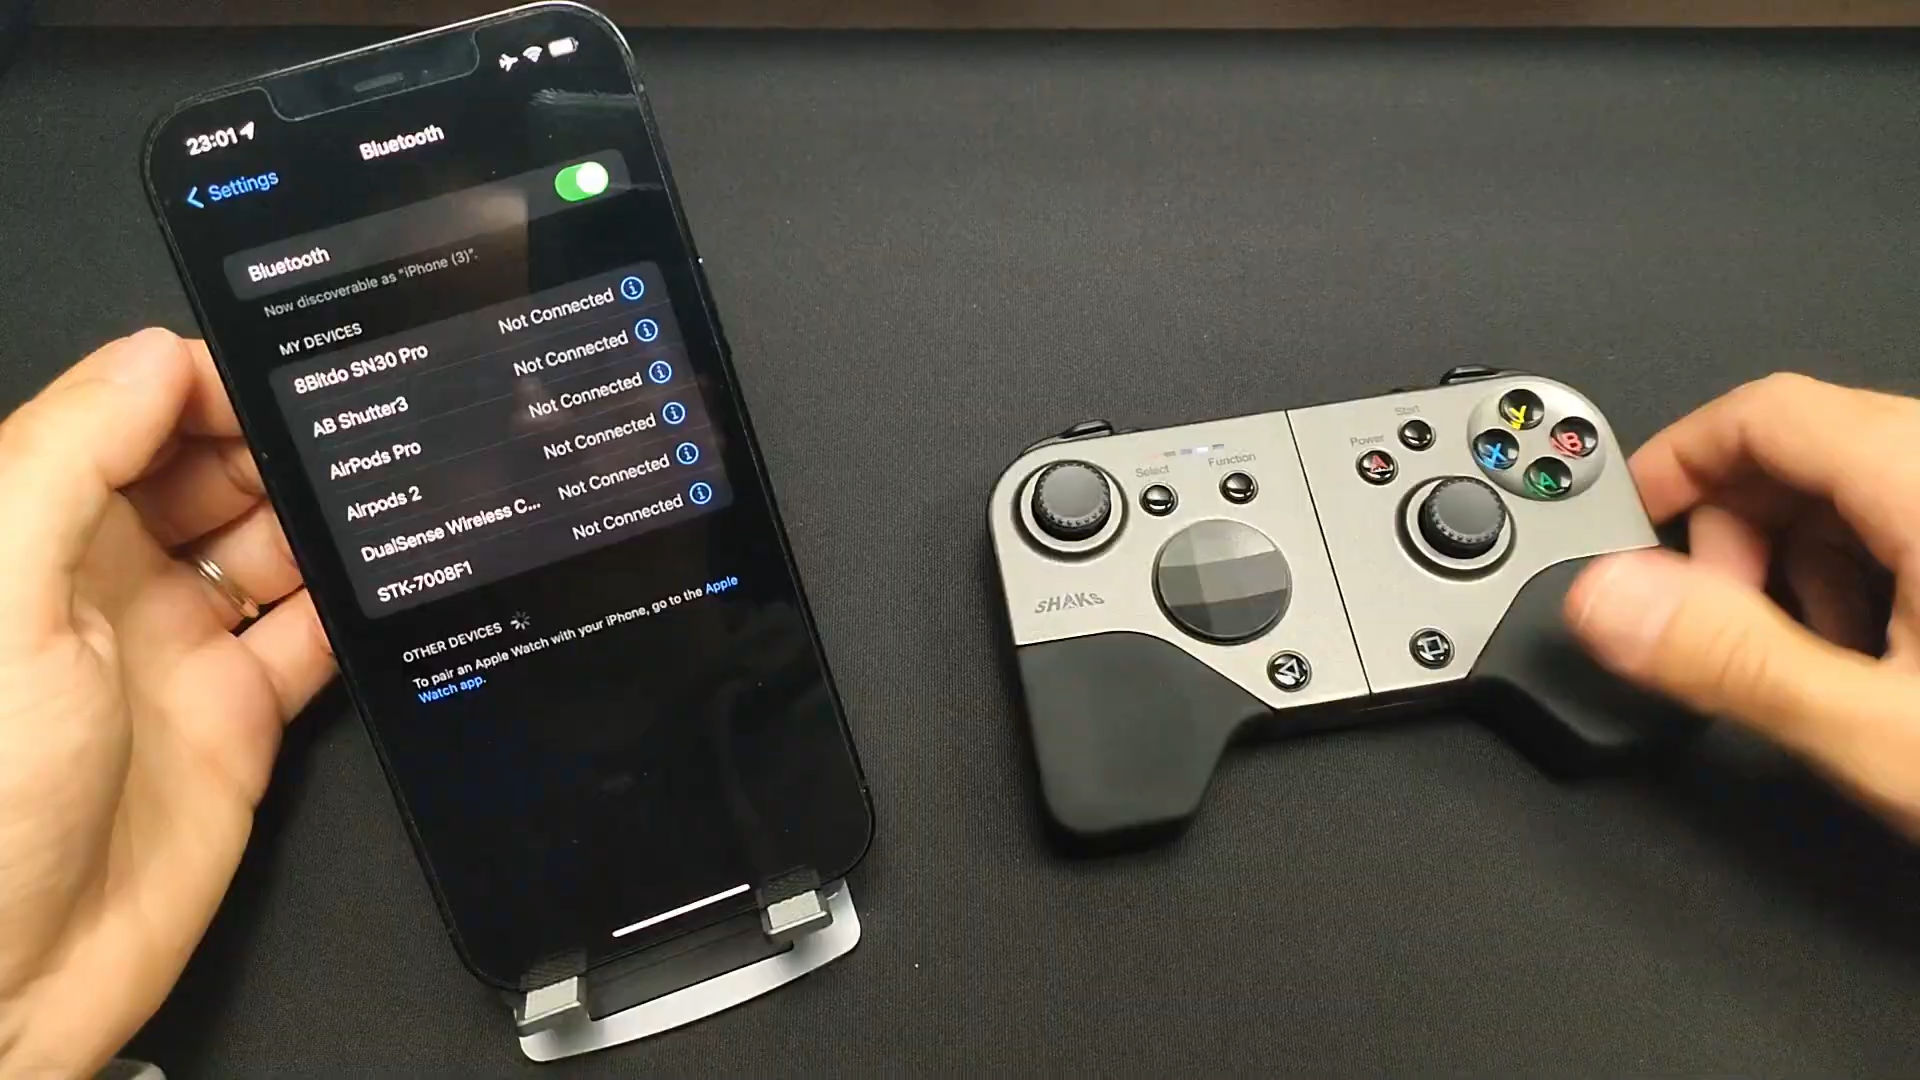 23:01
Settings
Bluetooth
Bluetooth
Now discoverable as "iPhone (3)".
MY DEVICES
8Bitdo SN30 Pro Not Connected
AB Shutter3 Not Connected
AirPods Pro Not Connected
Airpods 2 Not Connected
DualSense Wireless C... Not Connected
STK-7008F1 Not Connected
OTHER DEVICES
To pair an Apple Watch with your iPhone, go to the Apple
Watch app.
Select
Function
Power
Start
Y
B
X
A
A
SHAKS